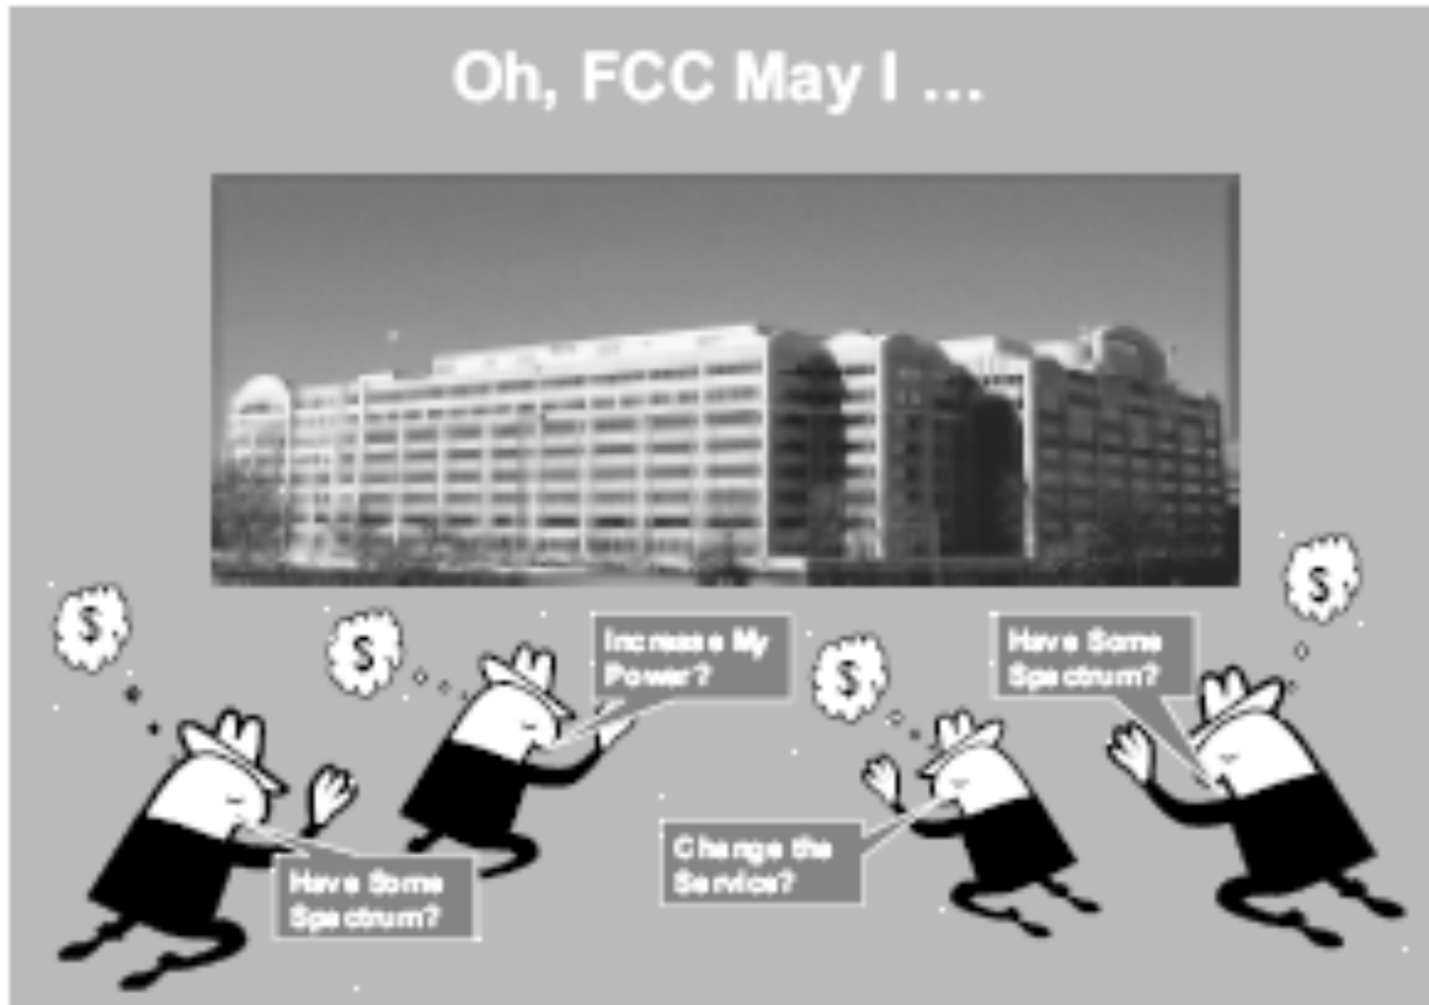 Oh, FCC May I ...
$
$
$
$
Increase My
Power?
Have Some
Spectrum?
Change the
Service?
Have Some
Spectrum?